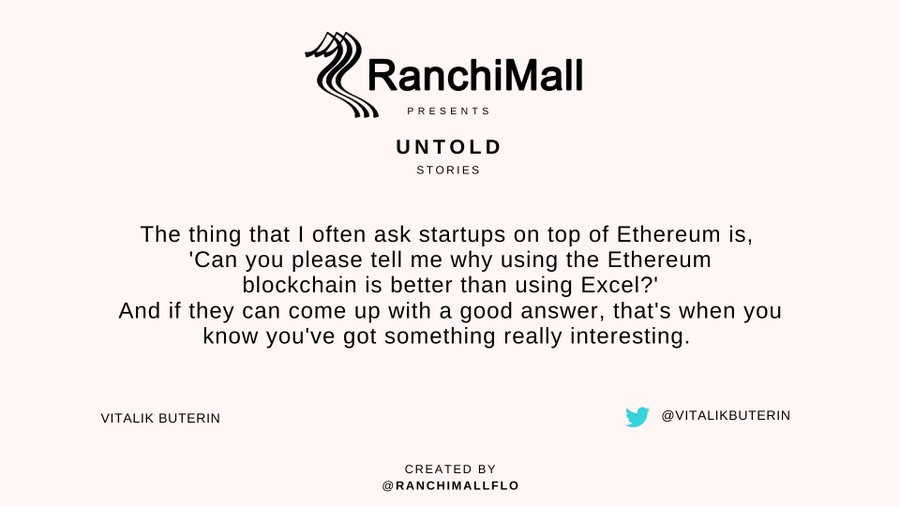 RanchiMall
PRESENTS
UNTOLD
STORIES
The thing that I often ask startups on top of Ethereum is,
'Can you please tell me why using the Ethereum
blockchain is better than using Excel?'
And if they can come up with a good answer, that's when you
know you've got something really interesting.
VITALIK BUTERIN
@VITALIKBUTERIN
CREATED BY
@RANCHIMALLFLO